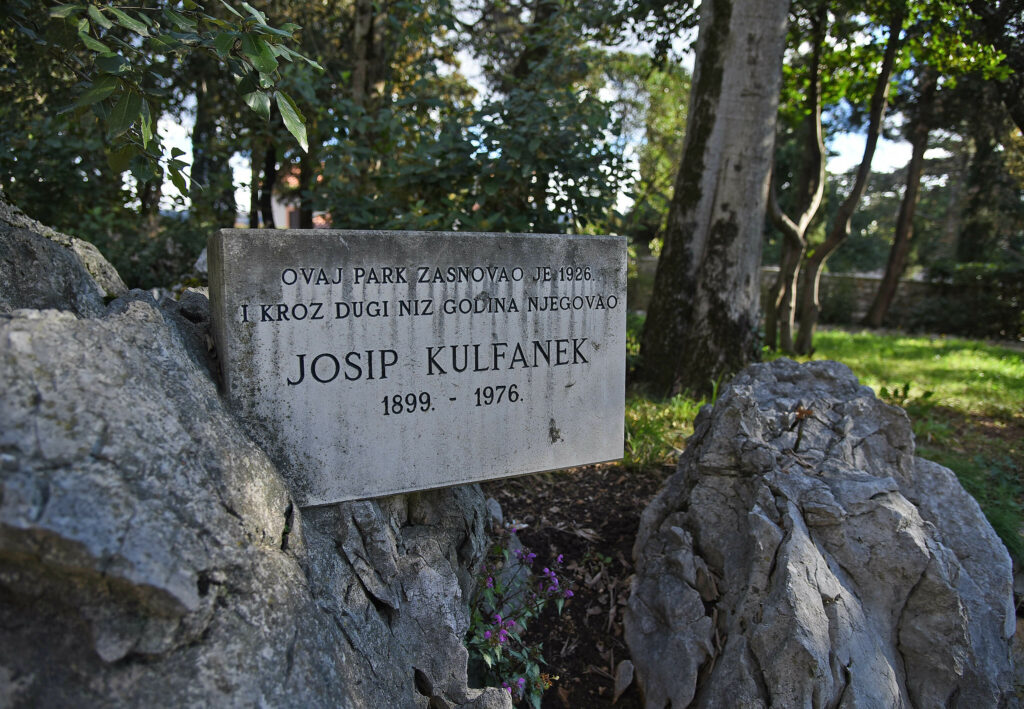 OVAJ PARK ZASNOVAO JE 1926.
I KROZ DUGI NIZ GODINA NJEGOVAO
JOSIP KULFANEK
1899. - 1976.